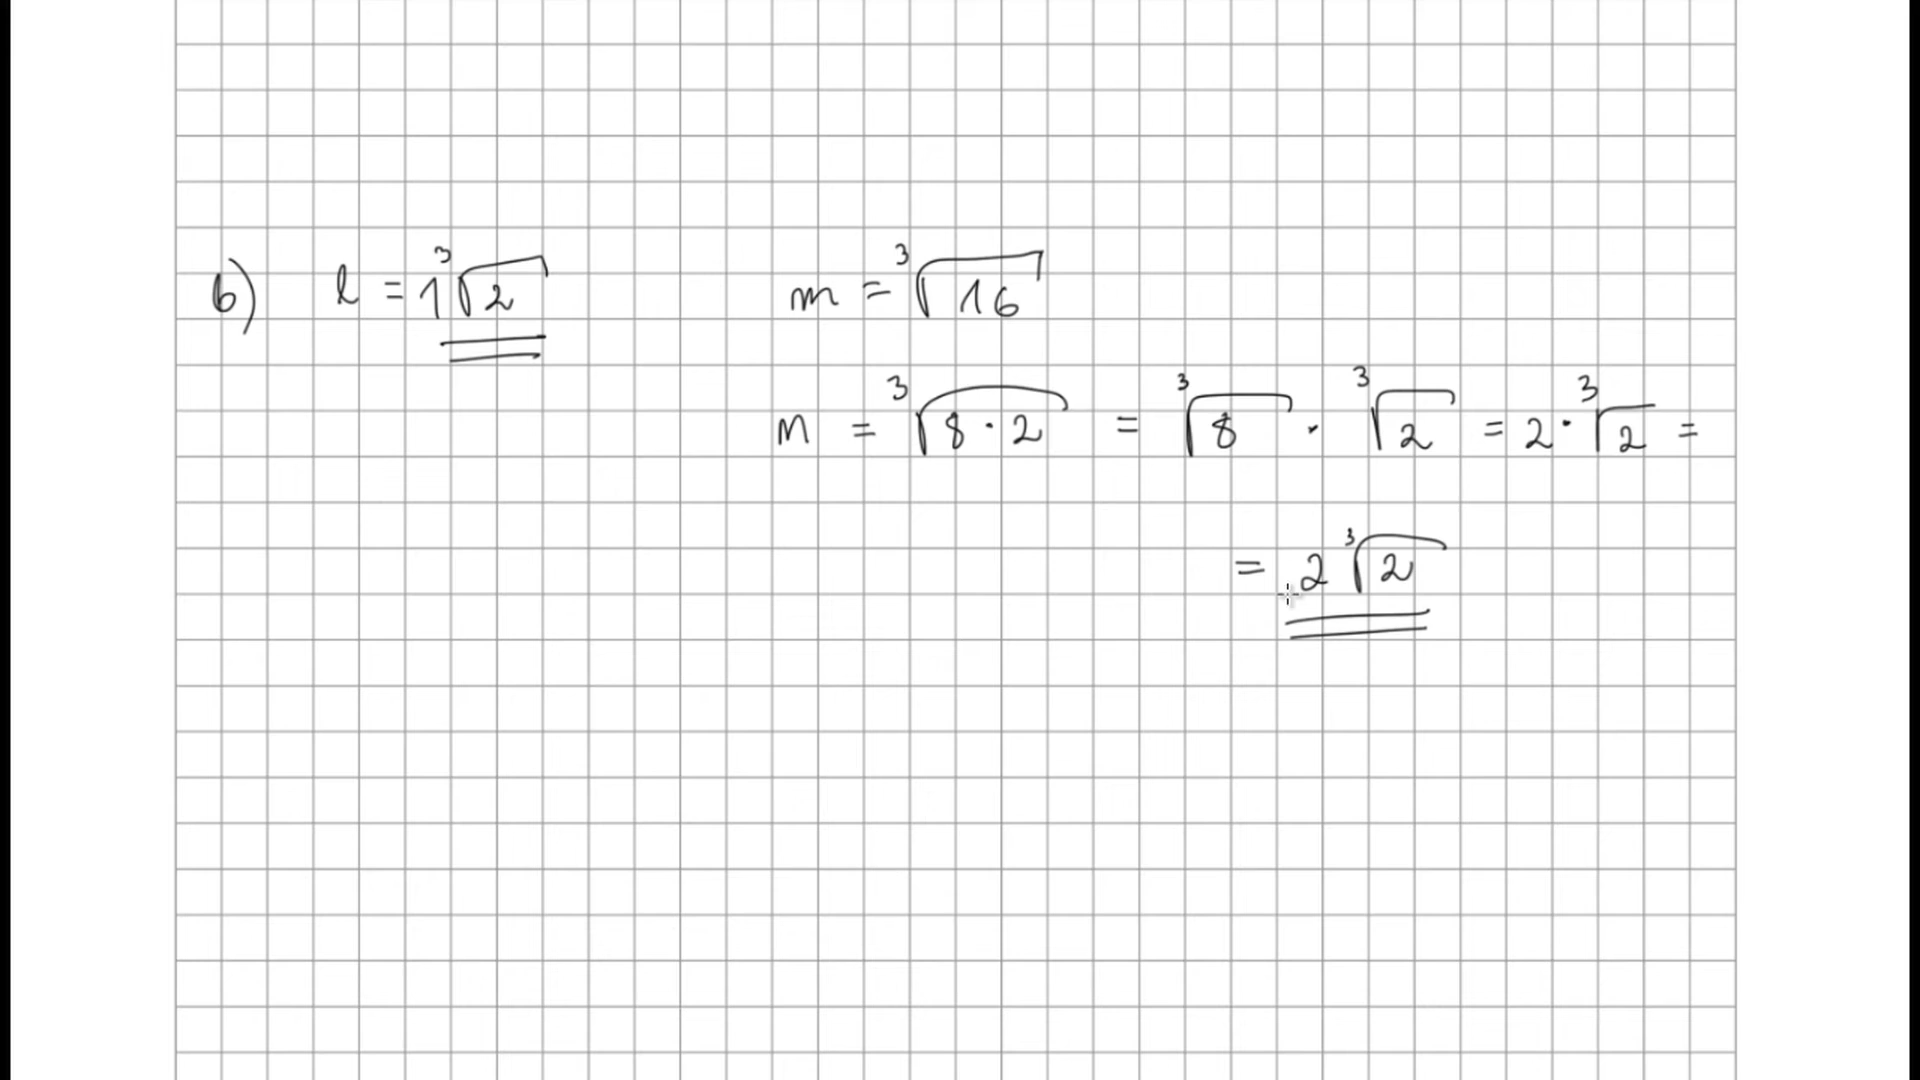 b) l = 1∛2 m = ∛16
m = ∛8·2 = ∛8 · ∛2 = 2·∛2 =
= 2∛2